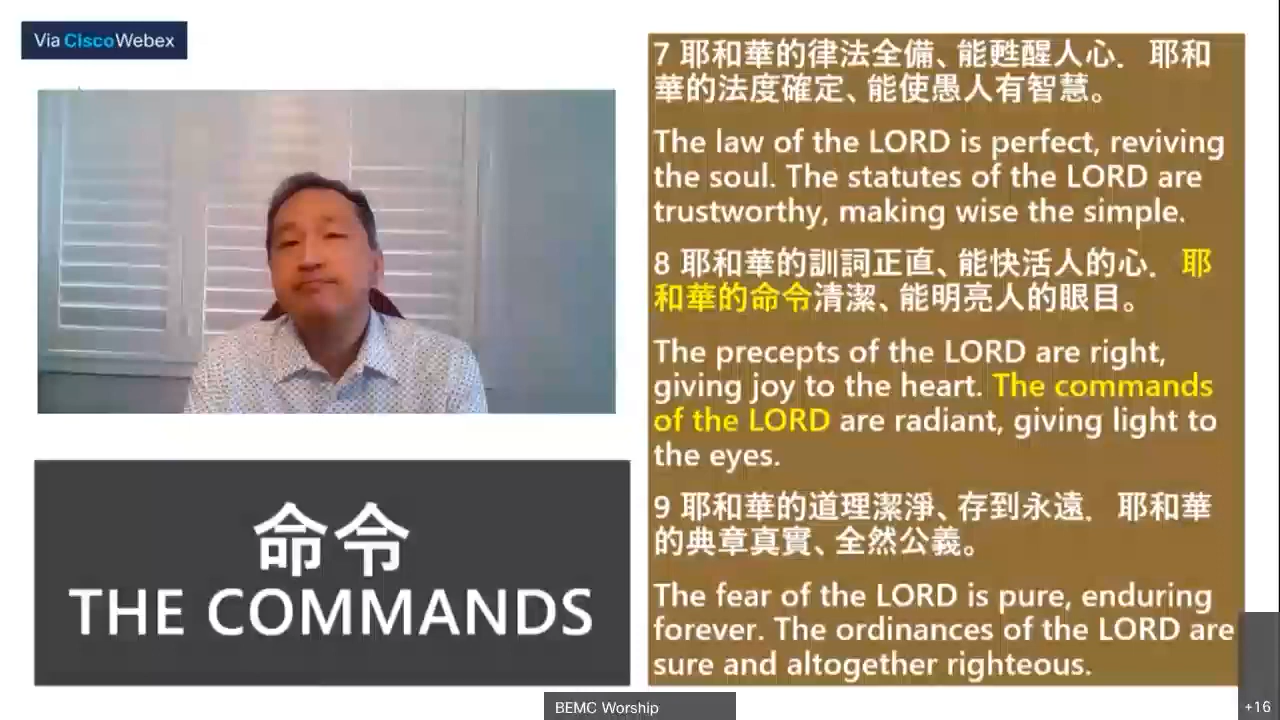 Via CiscoWebex
7 耶和華的律法全備、能甦醒人心． 耶和
華的法度確定、能使愚人有智慧。
The law of the LORD is perfect, reviving
the soul. The statutes of the LORD are
trustworthy, making wise the simple.
8 耶和華的訓詞正直、能快活人的心． 耶
和華的命令清潔、能明亮人的眼目。
The precepts of the LORD are right,
giving joy to the heart. The commands
of the LORD are radiant, giving light to
the eyes.
9 耶和華的道理潔淨、存到永遠． 耶和華
的典章真實、全然公義。
The fear of the LORD is pure, enduring
forever. The ordinances of the LORD are
sure and altogether righteous.
命令
THE COMMANDS
BEMC Worship
+16